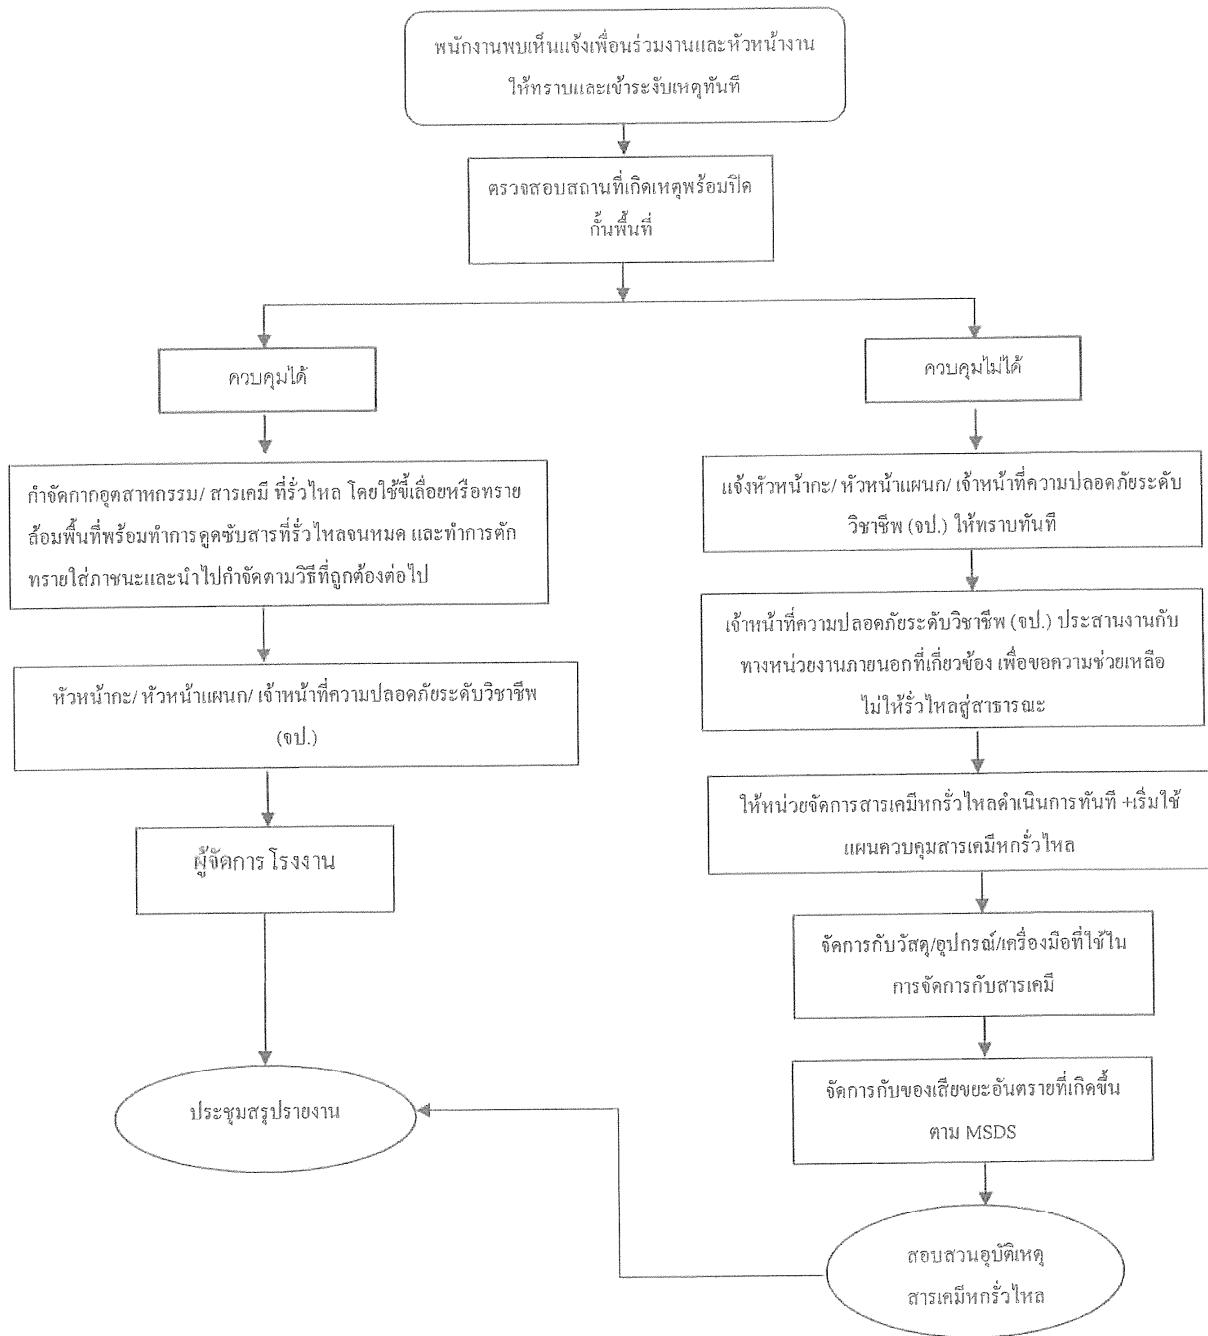 พนักงานพบเห็นแจ้งเพื่อนร่วมงานและหัวหน้างาน
ให้ทราบและเข้าระงับเหตุทันที
ตรวจสอบสถานที่เกิดเหตุพร้อมปิด
กั้นพื้นที่
ควบคุมได้
กำจัดกากอุตสาหกรรม/ สารเคมี ที่รั่วไหล โดยใช้ขี้เลื่อยหรือทราย
ล้อมพื้นที่พร้อมทำการดูดซับสารที่รั่วไหลจนหมด และทำการตัก
ทรายใส่ภาชนะและนำไปกำจัดตามวิธีที่ถูกต้องต่อไป
หัวหน้ากะ/ หัวหน้าแผนก/ เจ้าหน้าที่ความปลอดภัยระดับวิชาชีพ
(จป.)
ผู้จัดการ โรงงาน
ควบคุมไม่ได้
แจ้งหัวหน้ากะ/ หัวหน้าแผนก/ เจ้าหน้าที่ความปลอดภัยระดับ
วิชาชีพ (จป.) ให้ทราบทันที
เจ้าหน้าที่ความปลอดภัยระดับวิชาชีพ (จป.) ประสานงานกับ
ทางหน่วยงานภายนอกที่เกี่ยวข้อง เพื่อขอความช่วยเหลือ
ไม่ให้รั่วไหลสู่สาธารณะ
ให้หน่วยจัดการสารเคมีหกรั่วไหลดำเนินการทันที +เริ่มใช้
แผนควบคุมสารเคมีหกรั่วไหล
จัดการกับวัสดุ/อุปกรณ์/เครื่องมือที่ใช้ใน
การจัดการกับสารเคมี
จัดการกับของเสียขยะอันตรายที่เกิดขึ้น
ตาม MSDS
สอบสวนอุบัติเหตุ
สารเคมีหกรั่วไหล
ประชุมสรุปรายงาน